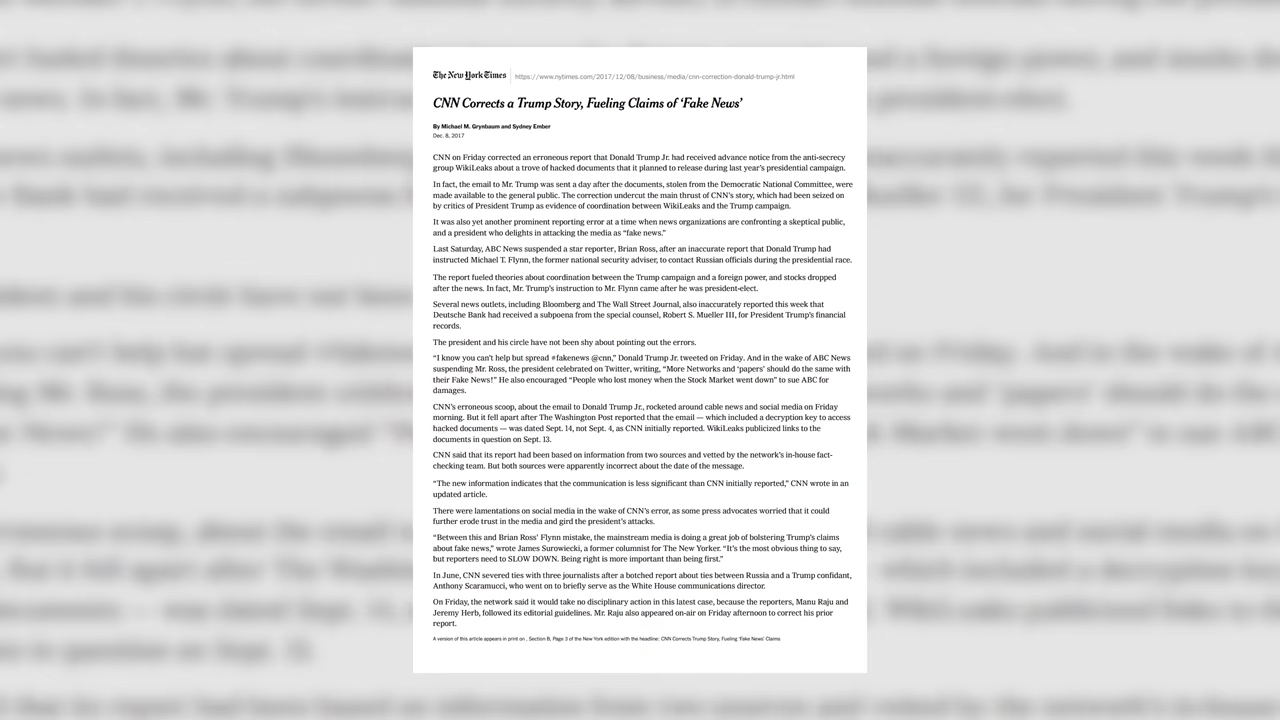 The New York Times
https://www.nytimes.com/2017/12/08/business/media/cnn-correction-donald-trump-jr.html
CNN Corrects a Trump Story, Fueling Claims of ‘Fake News’
By Michael M. Grynbaum and Sydney Ember
Dec. 8, 2017
CNN on Friday corrected an erroneous report that Donald Trump Jr. had received advance notice from the anti-secrecy
group WikiLeaks about a trove of hacked documents that it planned to release during last year’s presidential campaign.
In fact, the email to Mr. Trump was sent a day after the documents, stolen from the Democratic National Committee, were
made available to the general public. The correction undercut the main thrust of CNN’s story, which had been seized on
by critics of President Trump as evidence of coordination between WikiLeaks and the Trump campaign.
It was also yet another prominent reporting error at a time when news organizations are confronting a skeptical public,
and a president who delights in attacking the media as “fake news.”
Last Saturday, ABC News suspended a star reporter, Brian Ross, after an inaccurate report that Donald Trump had
instructed Michael T. Flynn, the former national security adviser, to contact Russian officials during the presidential race.
The report fueled theories about coordination between the Trump campaign and a foreign power, and stocks dropped
after the news. In fact, Mr. Trump’s instruction to Mr. Flynn came after he was president-elect.
Several news outlets, including Bloomberg and The Wall Street Journal, also inaccurately reported this week that
Deutsche Bank had received a subpoena from the special counsel, Robert S. Mueller III, for President Trump’s financial
records.
The president and his circle have not been shy about pointing out the errors.
“I know you can’t help but spread #fakenews @cnn,” Donald Trump Jr. tweeted on Friday. And in the wake of ABC News
suspending Mr. Ross, the president celebrated on Twitter, writing, “More Networks and ‘papers’ should do the same with
their Fake News!” He also encouraged “People who lost money when the Stock Market went down” to sue ABC for
damages.
CNN’s erroneous scoop, about the email to Donald Trump Jr., rocketed around cable news and social media on Friday
morning. But it fell apart after The Washington Post reported that the email — which included a decryption key to access
hacked documents — was dated Sept. 14, not Sept. 4, as CNN initially reported. WikiLeaks publicized links to the
documents in question on Sept. 13.
CNN said that its report had been based on information from two sources and vetted by the network’s in-house fact-
checking team. But both sources were apparently incorrect about the date of the message.
“The new information indicates that the communication is less significant than CNN initially reported,” CNN wrote in an
updated article.
There were lamentations on social media in the wake of CNN’s error, as some press advocates worried that it could
further erode trust in the media and gird the president’s attacks.
“Between this and Brian Ross’ Flynn mistake, the mainstream media is doing a great job of bolstering Trump’s claims
about fake news,” wrote James Surowiecki, a former columnist for The New Yorker. “It’s the most obvious thing to say,
but reporters need to SLOW DOWN. Being right is more important than being first.”
In June, CNN severed ties with three journalists after a botched report about ties between Russia and a Trump confidant,
Anthony Scaramucci, who went on to briefly serve as the White House communications director.
On Friday, the network said it would take no disciplinary action in this latest case, because the reporters, Manu Raju and
Jeremy Herb, followed its editorial guidelines. Mr. Raju also appeared on-air on Friday afternoon to correct his prior
report.
A version of this article appears in print on , Section B, Page 3 of the New York edition with the headline: CNN Corrects Trump Story, Fueling ‘Fake News’ Claims